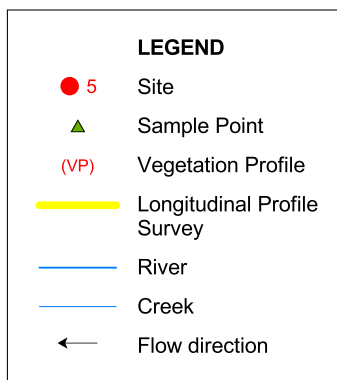 LEGEND
5 Site
Sample Point
(VP) Vegetation Profile
Longitudinal Profile
Survey
River
Creek
Flow direction